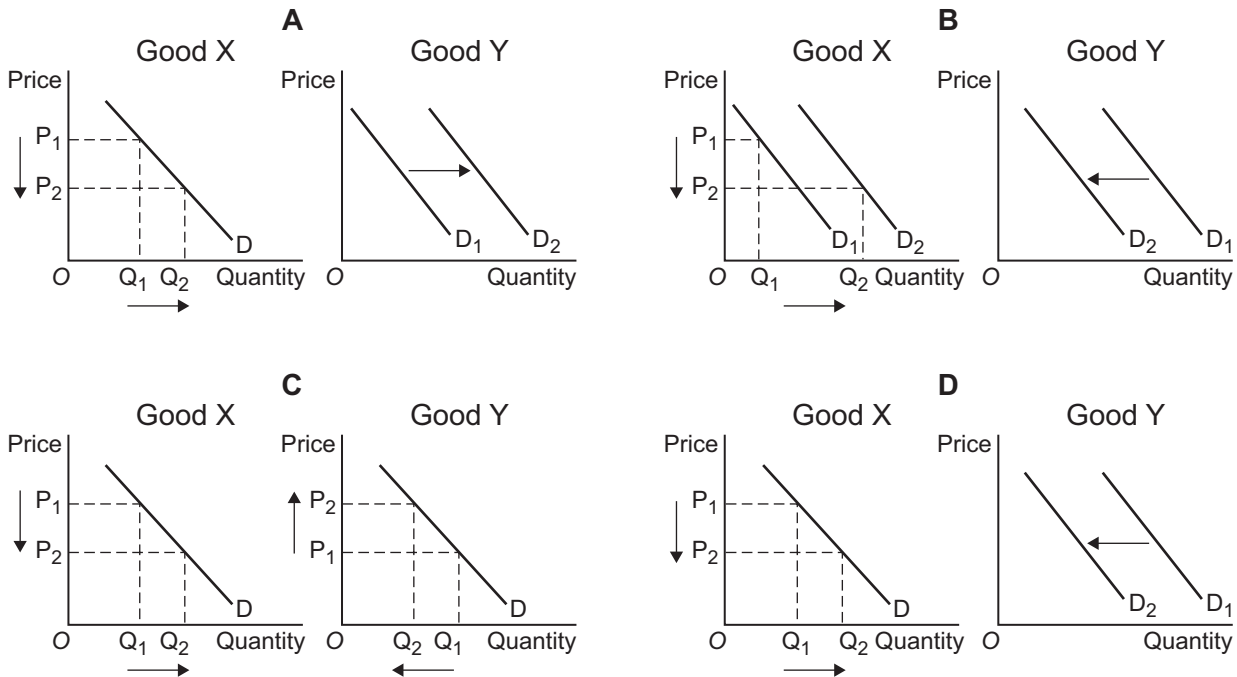 A
Good X Good Y
Price Price
P1
P2
D D1 D2
O Q1 Q2 Quantity O Quantity
B
Good X Good Y
Price Price
P1
P2
D1 D2 D2 D1
O Q1 Q2 Quantity O Quantity
C
Good X Good Y
Price Price
P1 P2
P2 P1
D D
O Q1 Q2 Quantity O Q2 Q1 Quantity
D
Good X Good Y
Price Price
P1
P2
D D2 D1
O Q1 Q2 Quantity O Quantity